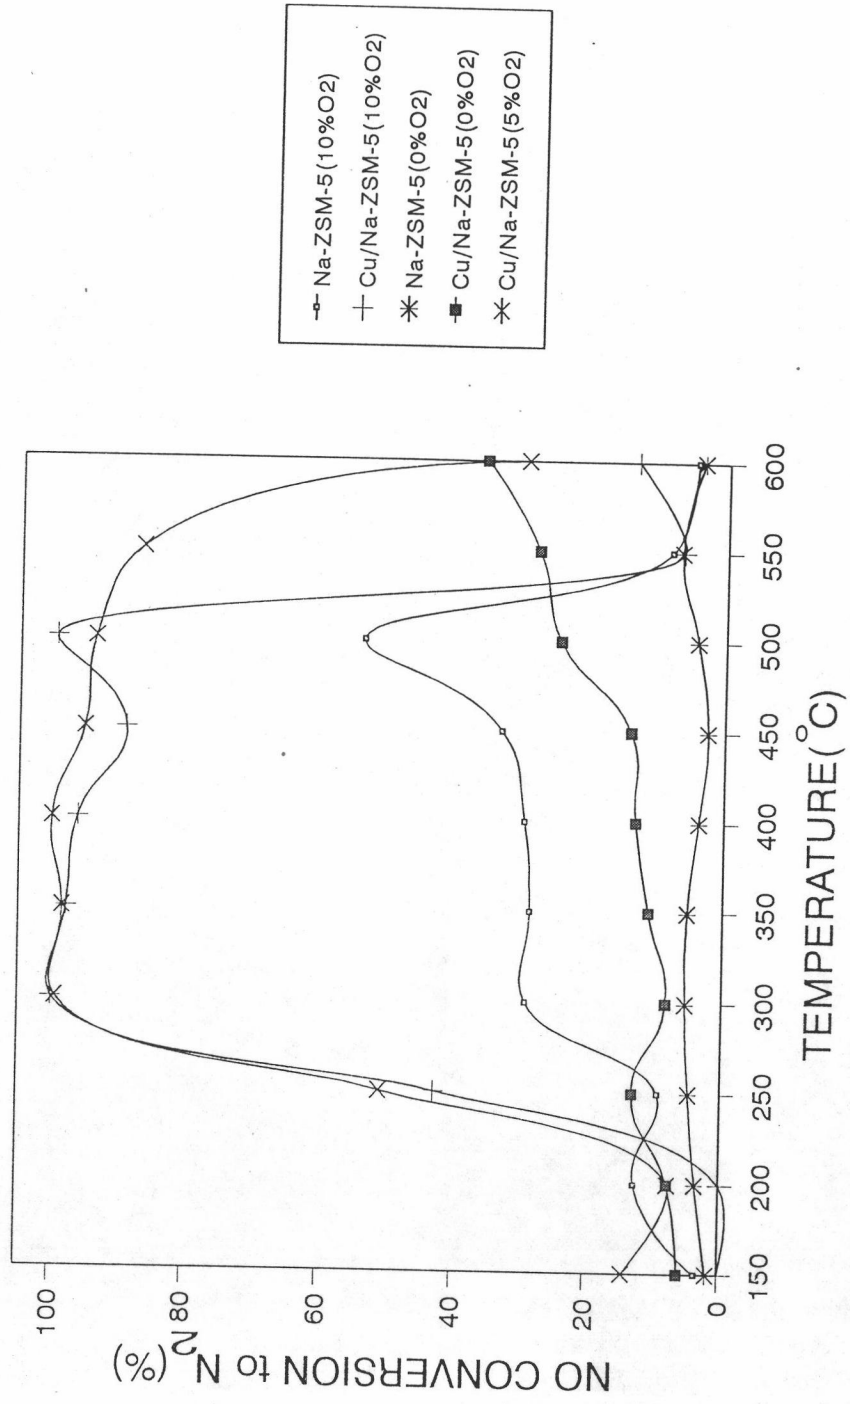 Na-ZSM-5(10%O2)
Cu/Na-ZSM-5(10%O2)
Na-ZSM-5(0%O2)
Cu/Na-ZSM-5(0%O2)
Cu/Na-ZSM-5(5%O2)
NO CONVERSION to N2 (%)
100
80
60
40
20
0
150
200
250
300
350
400
450
500
550
600
TEMPERATURE(°C)